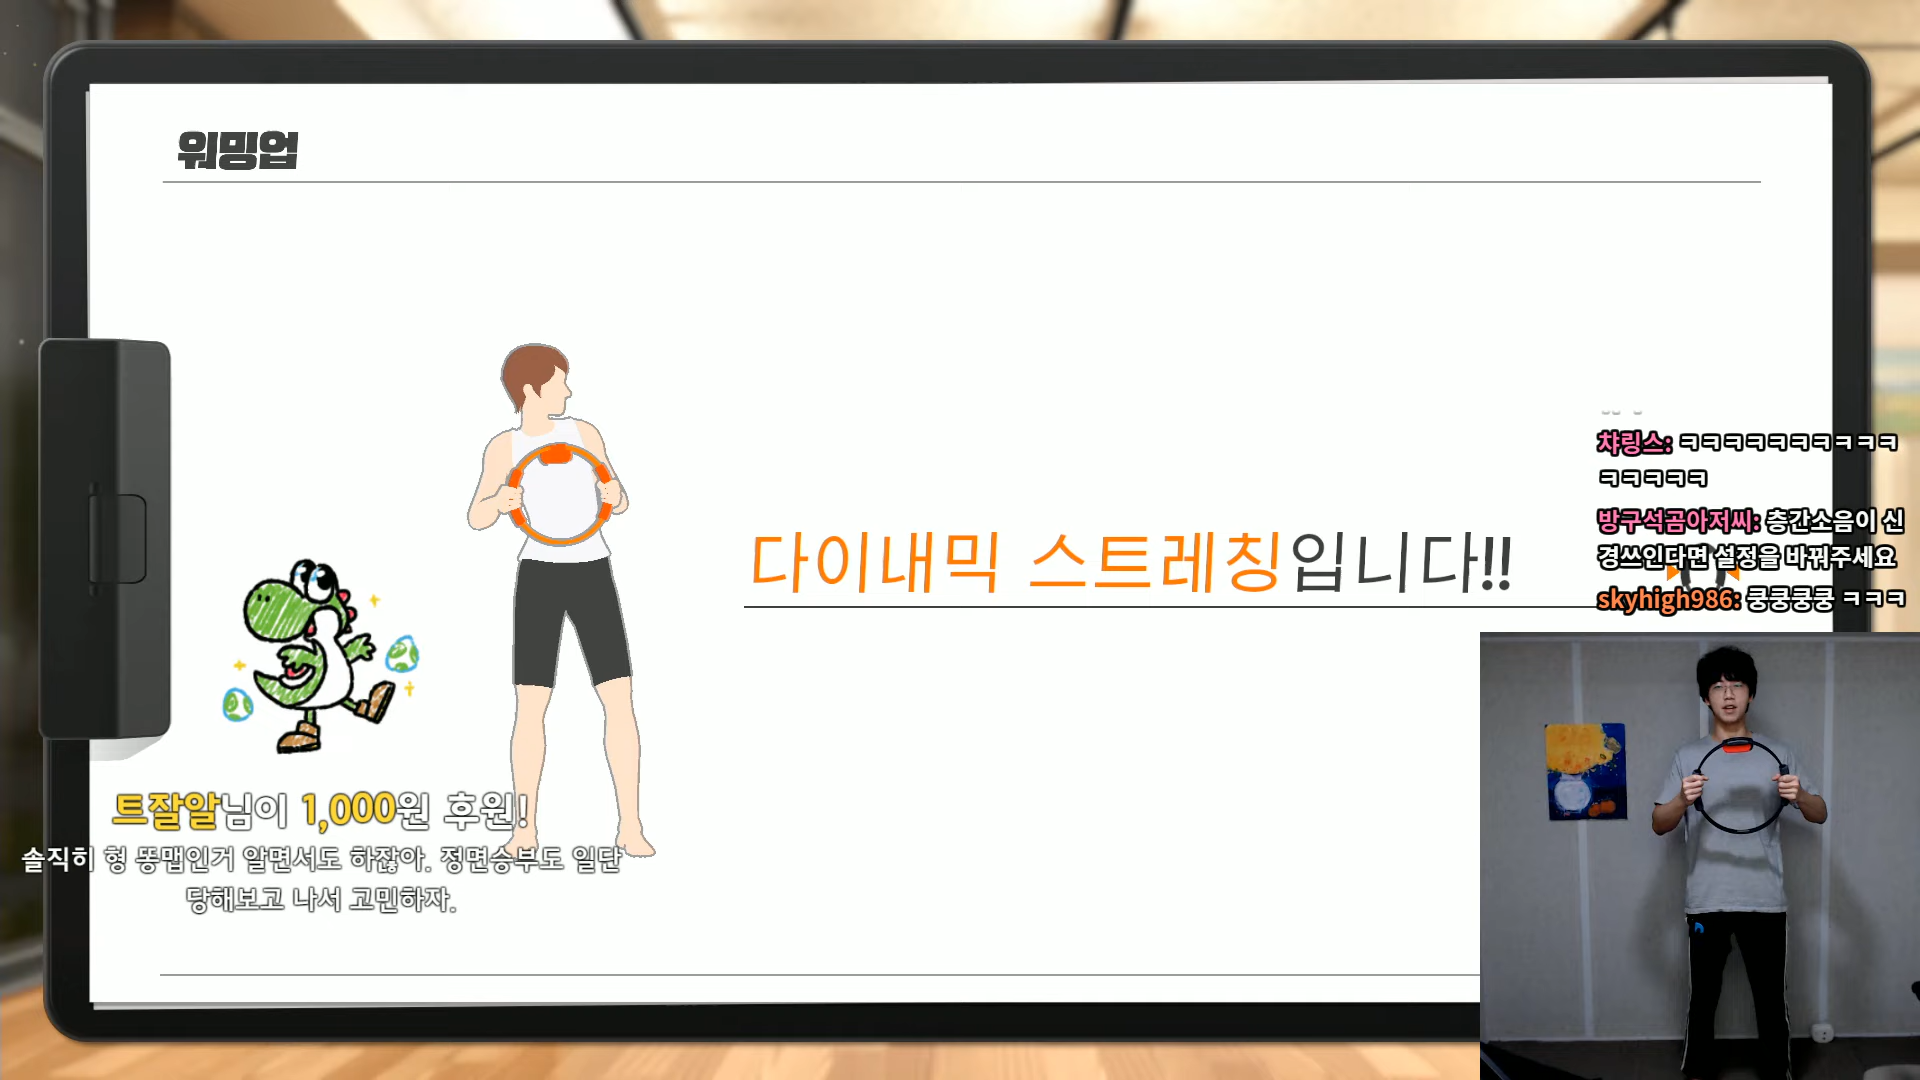 워밍업
다이내믹 스트레칭입니다!!
챠링스: ㅋㅋㅋㅋㅋㅋㅋㅋㅋㅋ
ㅋㅋㅋㅋㅋ
방구석곰아저씨: 층간소음이 신
경쓰인다면 설정을 바꿔주세요
skyhigh986: 쿵쿵쿵쿵 ㅋㅋㅋ
트잘알님이 1,000원 후원!
솔직히 형 똥맵인거 알면서도 하잖아. 정면승부도 일단
당해보고 나서 고민하자.